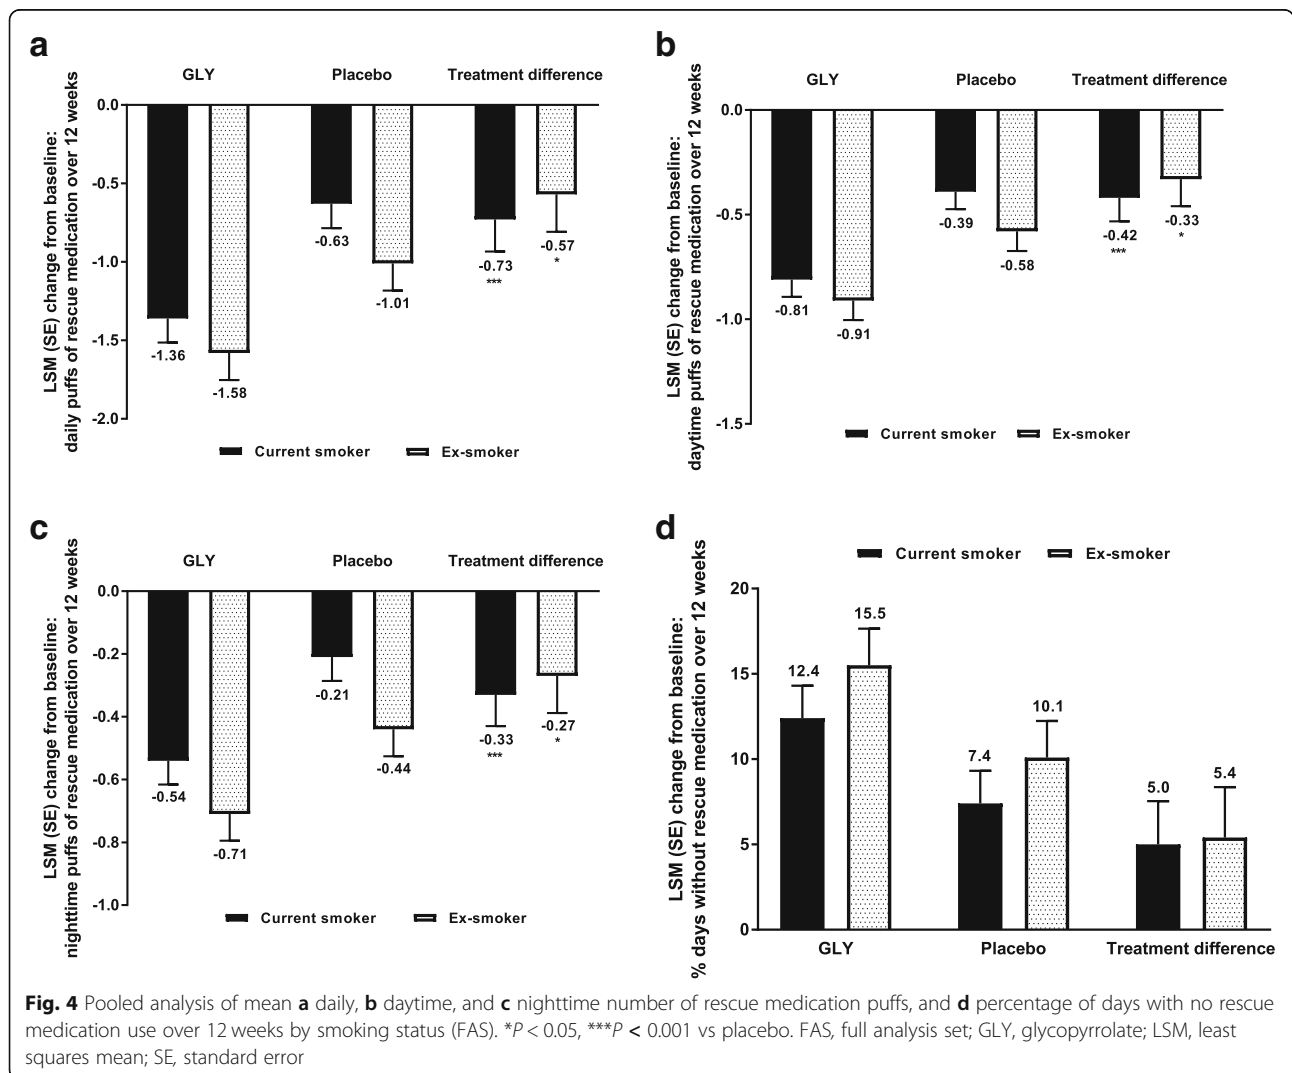 a
GLY Placebo Treatment difference
LSM (SE) change from baseline:
daily puffs of rescue medication over 12 weeks
0.0
-0.5
-1.0
-1.5
-2.0
-1.36
-1.58
-0.63
-1.01
-0.73
***
-0.57
*
Current smoker Ex-smoker
b
GLY Placebo Treatment difference
LSM (SE) change from baseline:
daytime puffs of rescue medication over 12 weeks
0.0
-0.5
-1.0
-1.5
-0.81
-0.91
-0.39
-0.58
-0.42
***
-0.33
*
Current smoker Ex-smoker
c
GLY Placebo Treatment difference
LSM (SE) change from baseline:
nighttime puffs of rescue medication over 12 weeks
0.0
-0.2
-0.4
-0.6
-0.8
-1.0
-0.54
-0.71
-0.21
-0.44
-0.33
***
-0.27
*
Current smoker Ex-smoker
d
Current smoker Ex-smoker
LSM (SE) change from baseline:
% days without rescue medication over 12 weeks
20
15
10
5
0
12.4
15.5
7.4
10.1
5.0
5.4
GLY Placebo Treatment difference
Fig. 4 Pooled analysis of mean a daily, b daytime, and c nighttime number of rescue medication puffs, and d percentage of days with no rescue
medication use over 12 weeks by smoking status (FAS). *P < 0.05, ***P < 0.001 vs placebo. FAS, full analysis set; GLY, glycopyrrolate; LSM, least
squares mean; SE, standard error